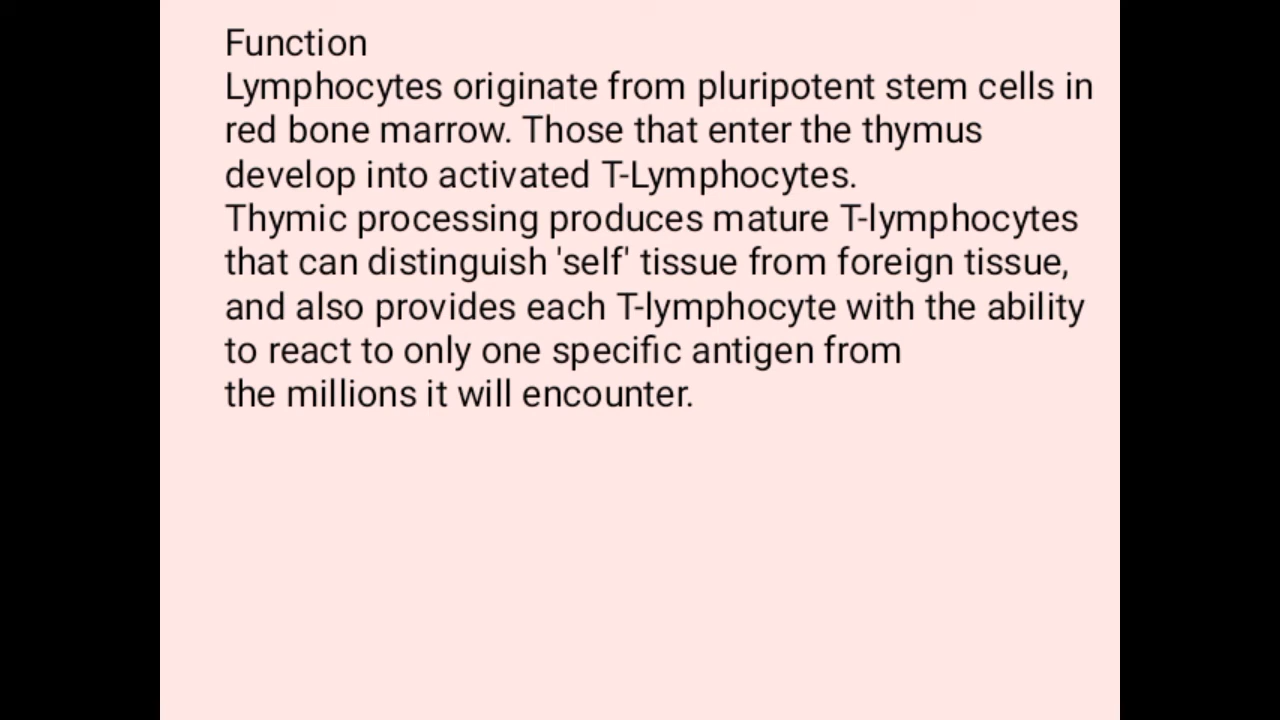 Function
Lymphocytes originate from pluripotent stem cells in
red bone marrow. Those that enter the thymus
develop into activated T-Lymphocytes.
Thymic processing produces mature T-lymphocytes
that can distinguish 'self' tissue from foreign tissue,
and also provides each T-lymphocyte with the ability
to react to only one specific antigen from
the millions it will encounter.